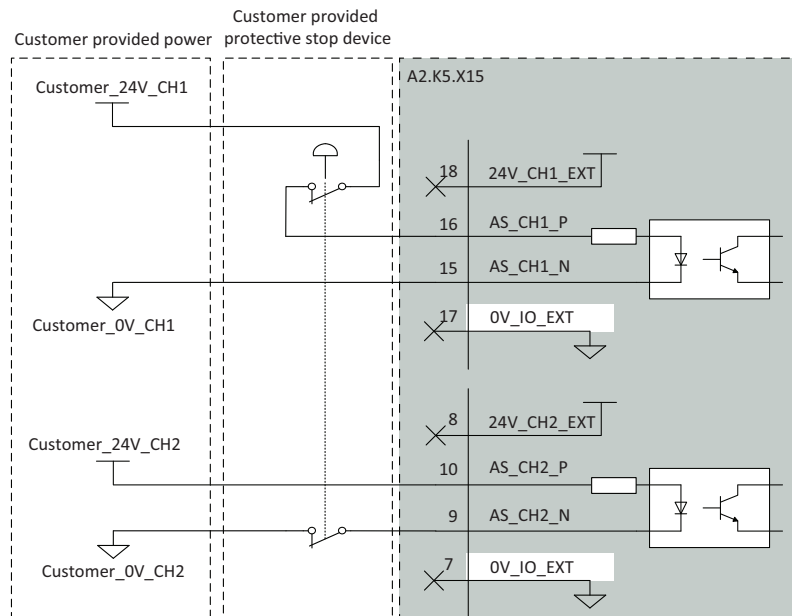 Customer provided power
Customer provided
protective stop device
A2.K5.X15
Customer_24V_CH1
18
24V_CH1_EXT
16
AS_CH1_P
15
AS_CH1_N
Customer_0V_CH1
17
0V_IO_EXT
8
24V_CH2_EXT
Customer_24V_CH2
10
AS_CH2_P
9
AS_CH2_N
Customer_0V_CH2
7
0V_IO_EXT